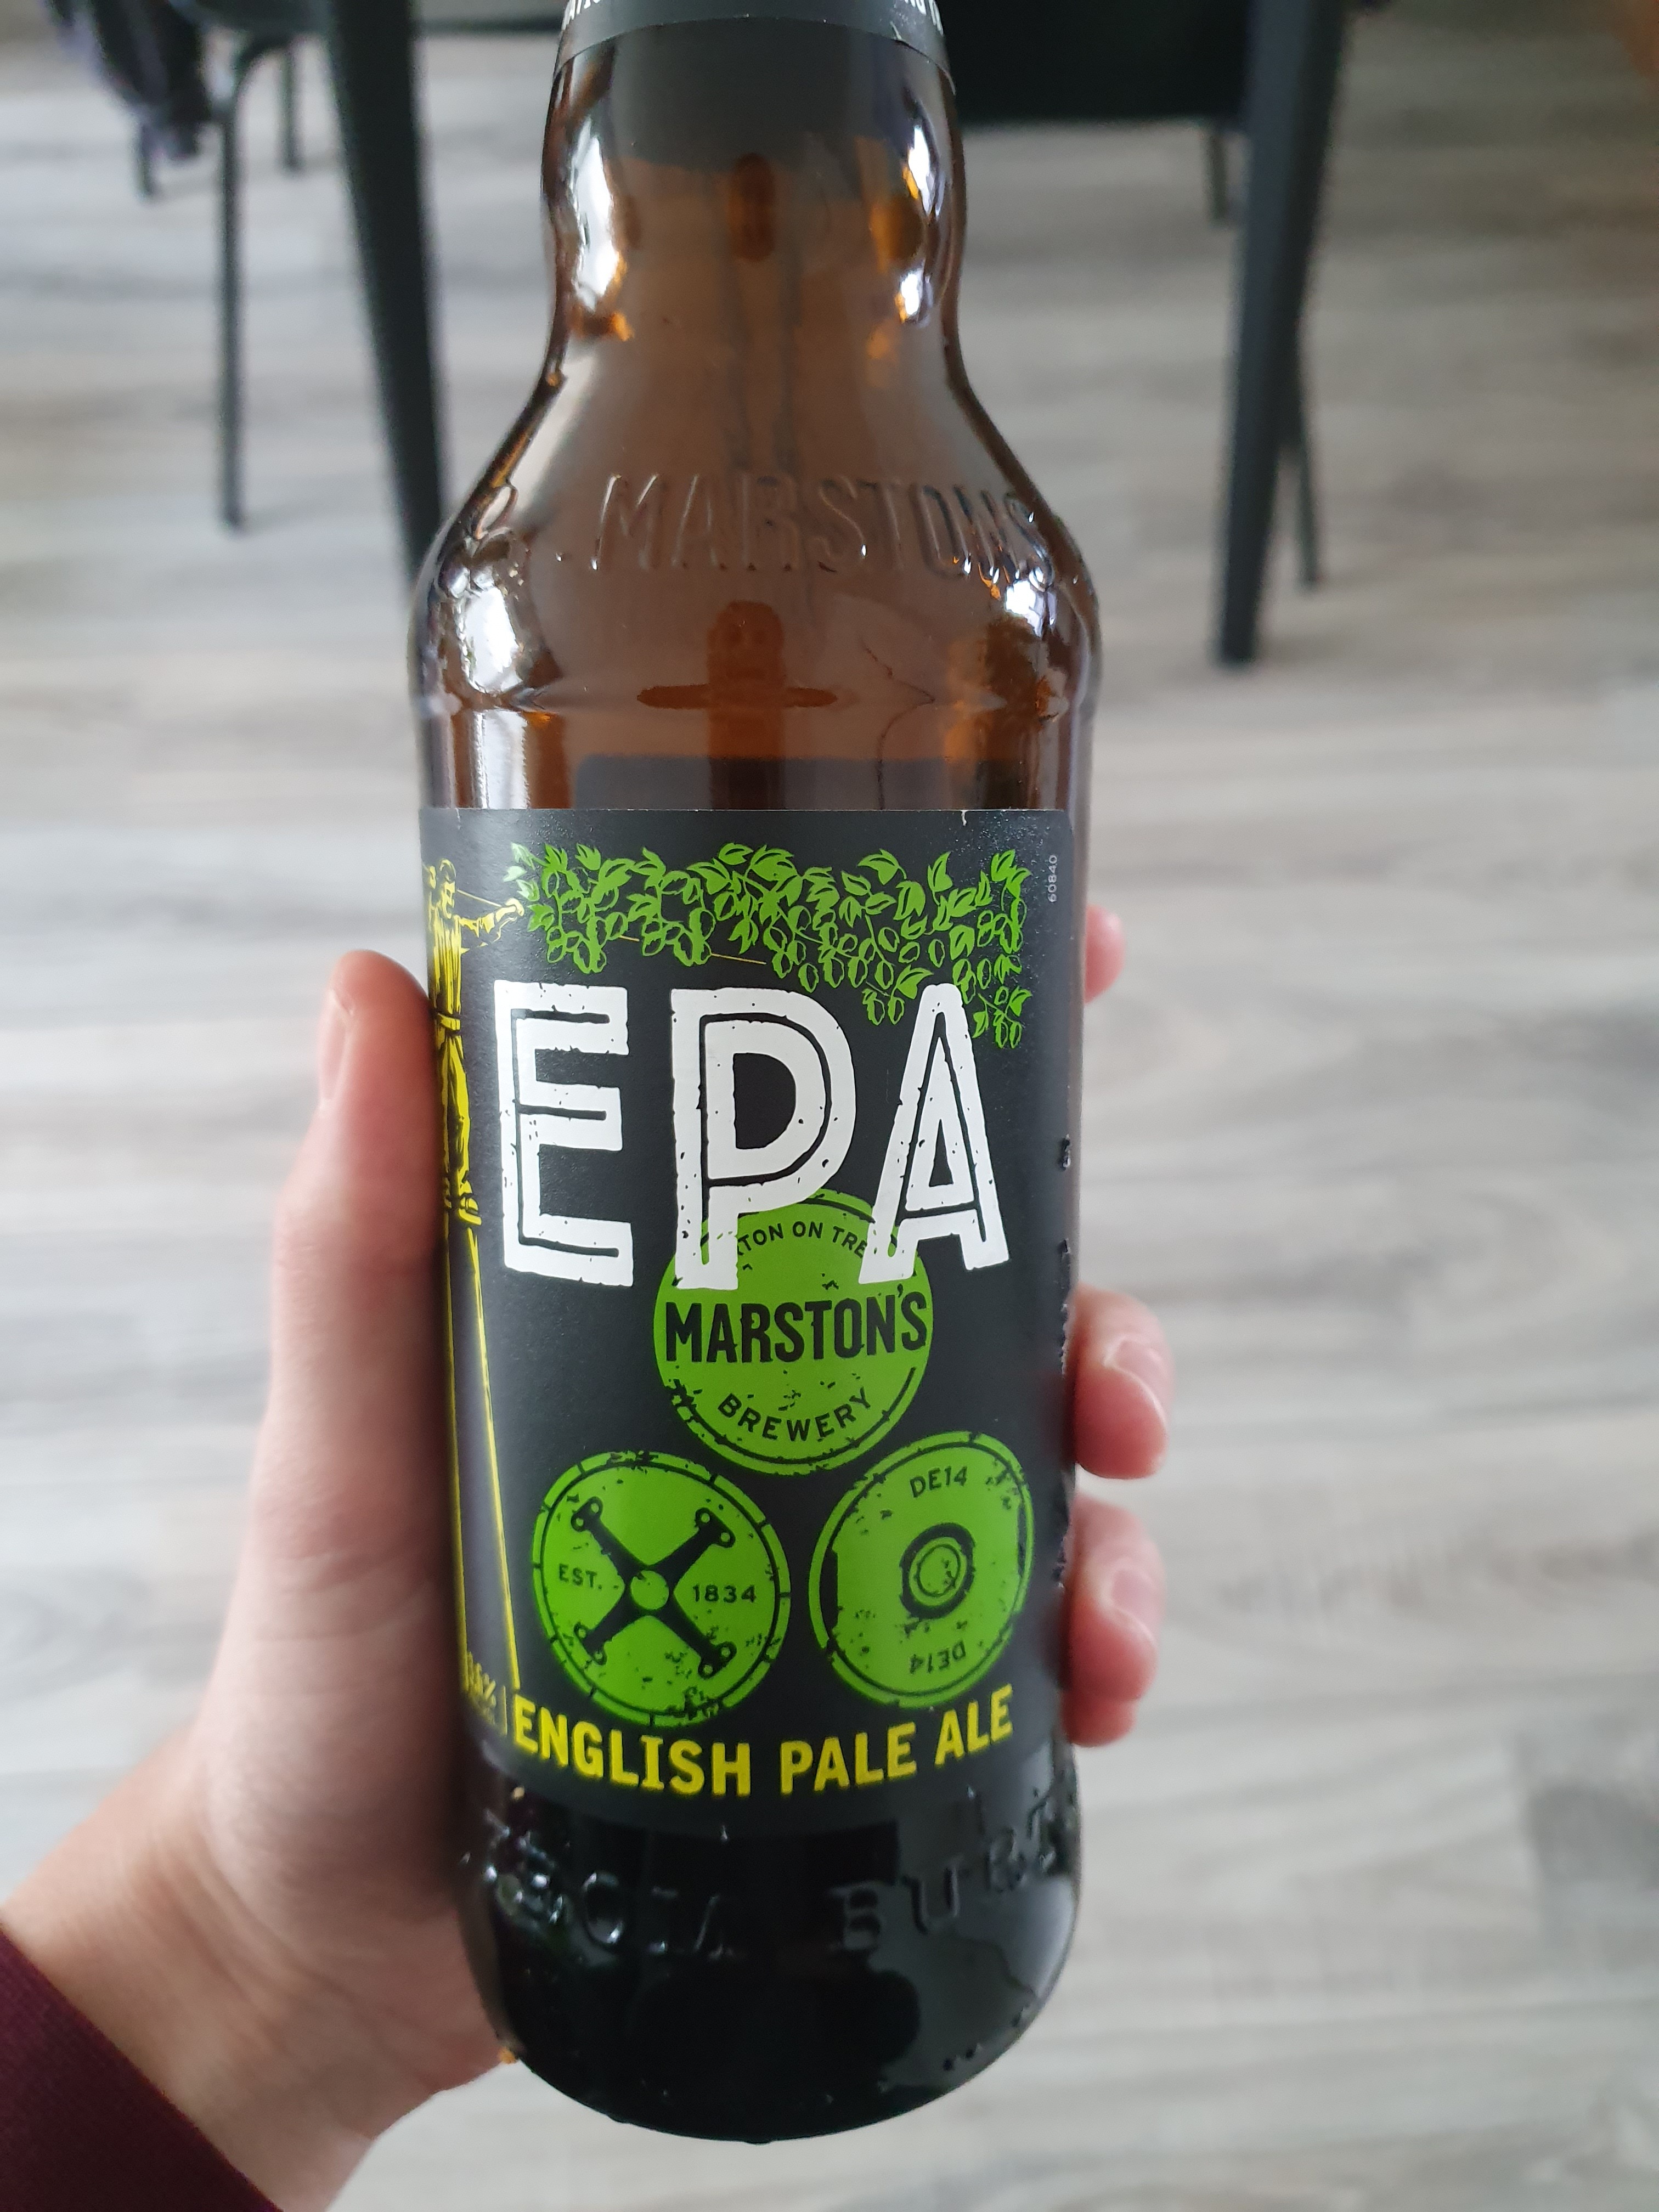 MARSTONS
60840
EPA
TON ON TRE
MARSTON'S
BREWERY
DE14
EST. 1834
DE14
ENGLISH PALE ALE